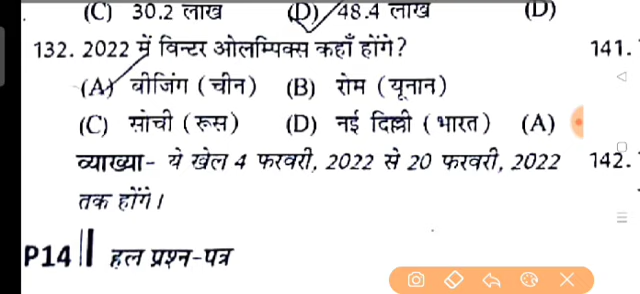 (C) 30.2 लाख (D) 48.4 लाख (D)
132. 2022 में विन्टर ओलम्पिक्स कहाँ होंगे? 141.
(A) बीजिंग (चीन) (B) रोम (यूनान)
(C) सोची (रूस) (D) नई दिल्ली (भारत) (A)
व्याख्या- ये खेल 4 फरवरी, 2022 से 20 फरवरी, 2022 142.
तक होंगे।
P14 || हल प्रश्न-पत्र